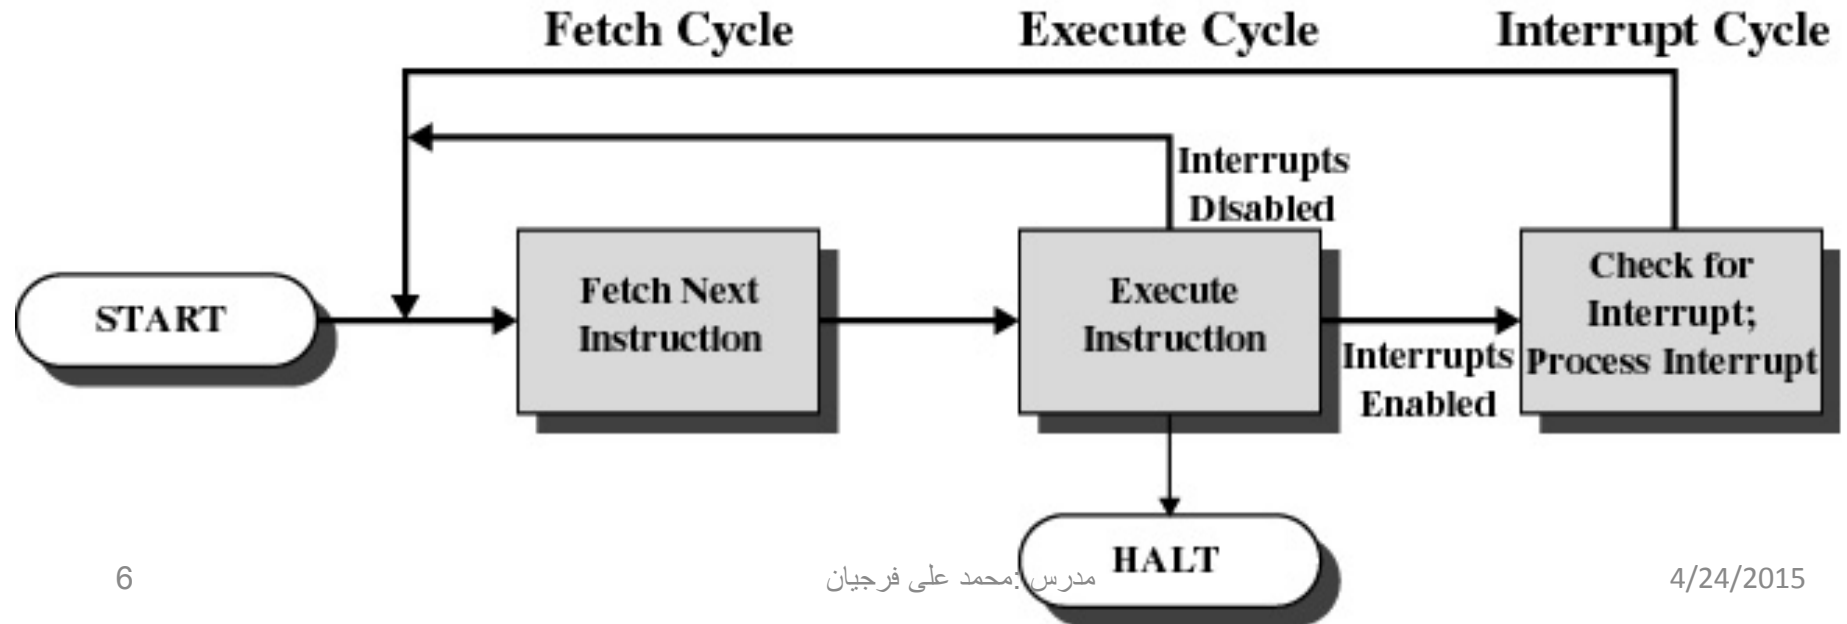 Fetch Cycle
Execute Cycle
Interrupt Cycle
Interrupts
Disabled
START
Fetch Next
Instruction
Execute
Instruction
Interrupts
Enabled
Check for
Interrupt;
Process Interrupt
HALT
6
مدرس :محمد علی فرجیان
4/24/2015